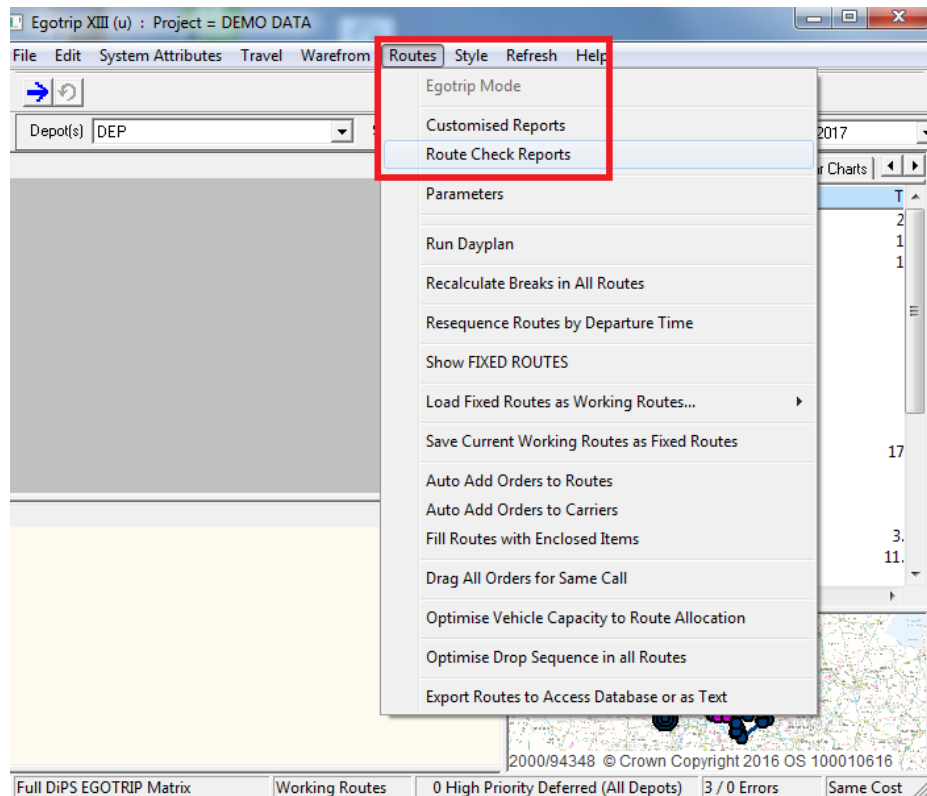 Egotrip XIII (u) : Project = DEMO DATA
File Edit System Attributes Travel Warefrom Routes Style Refresh Help
Egotrip Mode
Depot(s) DEP
Customised Reports
2017
Route Check Reports
Charts
Parameters
T
2
1
1
Run Dayplan
Recalculate Breaks in All Routes
Resequence Routes by Departure Time
Show FIXED ROUTES
Load Fixed Routes as Working Routes...
Save Current Working Routes as Fixed Routes
17
Auto Add Orders to Routes
Auto Add Orders to Carriers
Fill Routes with Enclosed Items
3.
11.
Drag All Orders for Same Call
Optimise Vehicle Capacity to Route Allocation
Optimise Drop Sequence in all Routes
Export Routes to Access Database or as Text
2000/94348 © Crown Copyright 2016 OS 100010616
Full DiPS EGOTRIP Matrix Working Routes 0 High Priority Deferred (All Depots) 3 / 0 Errors Same Cost